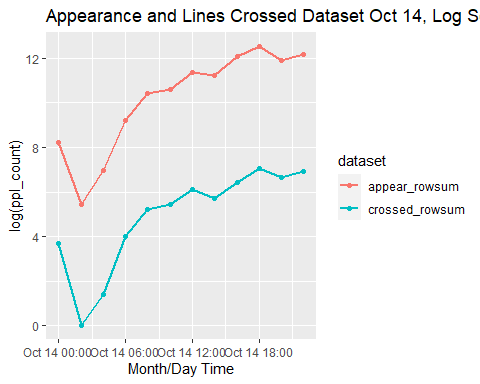 Appearance and Lines Crossed Dataset Oct 14, Log S
12
8
4
0
log(ppl_count)
Oct 14 00:00 Oct 14 06:00 Oct 14 12:00 Oct 14 18:00
Month/Day Time
dataset
appear_rowsum
crossed_rowsum